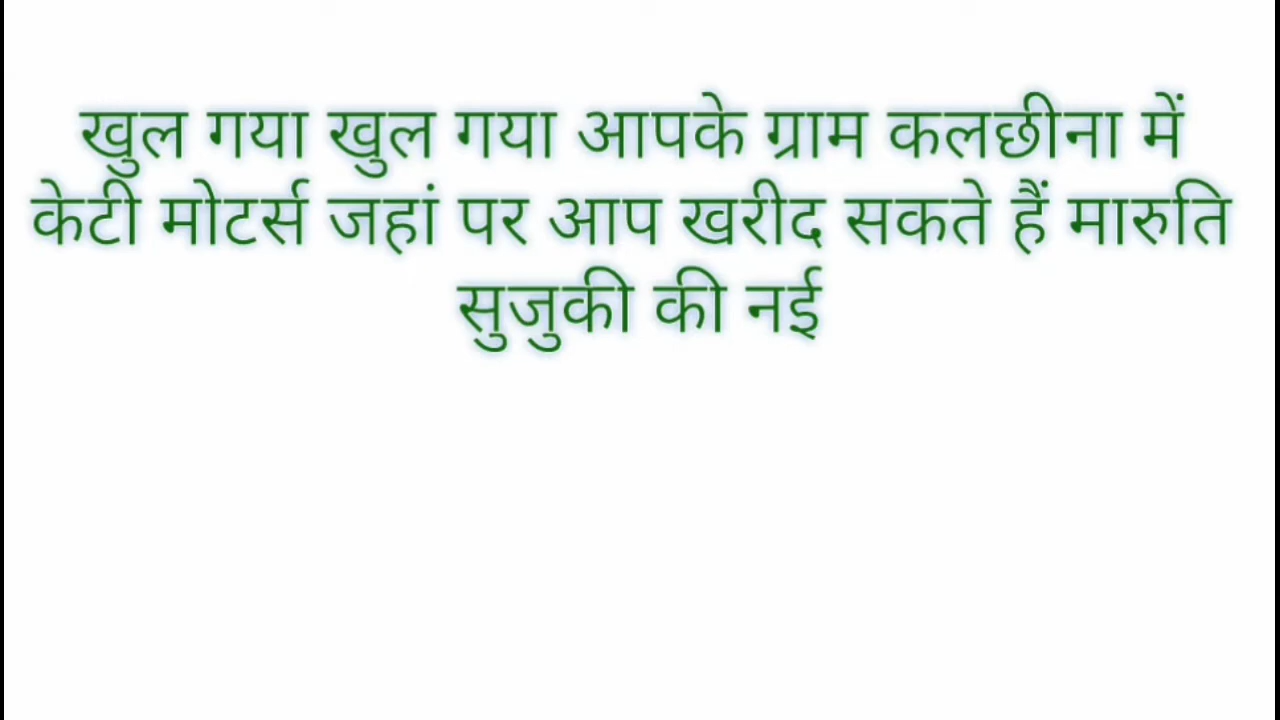 खुल गया खुल गया आपके ग्राम कलछीना में
केटी मोटर्स जहां पर आप खरीद सकते हैं मारुति
सुजुकी की नई